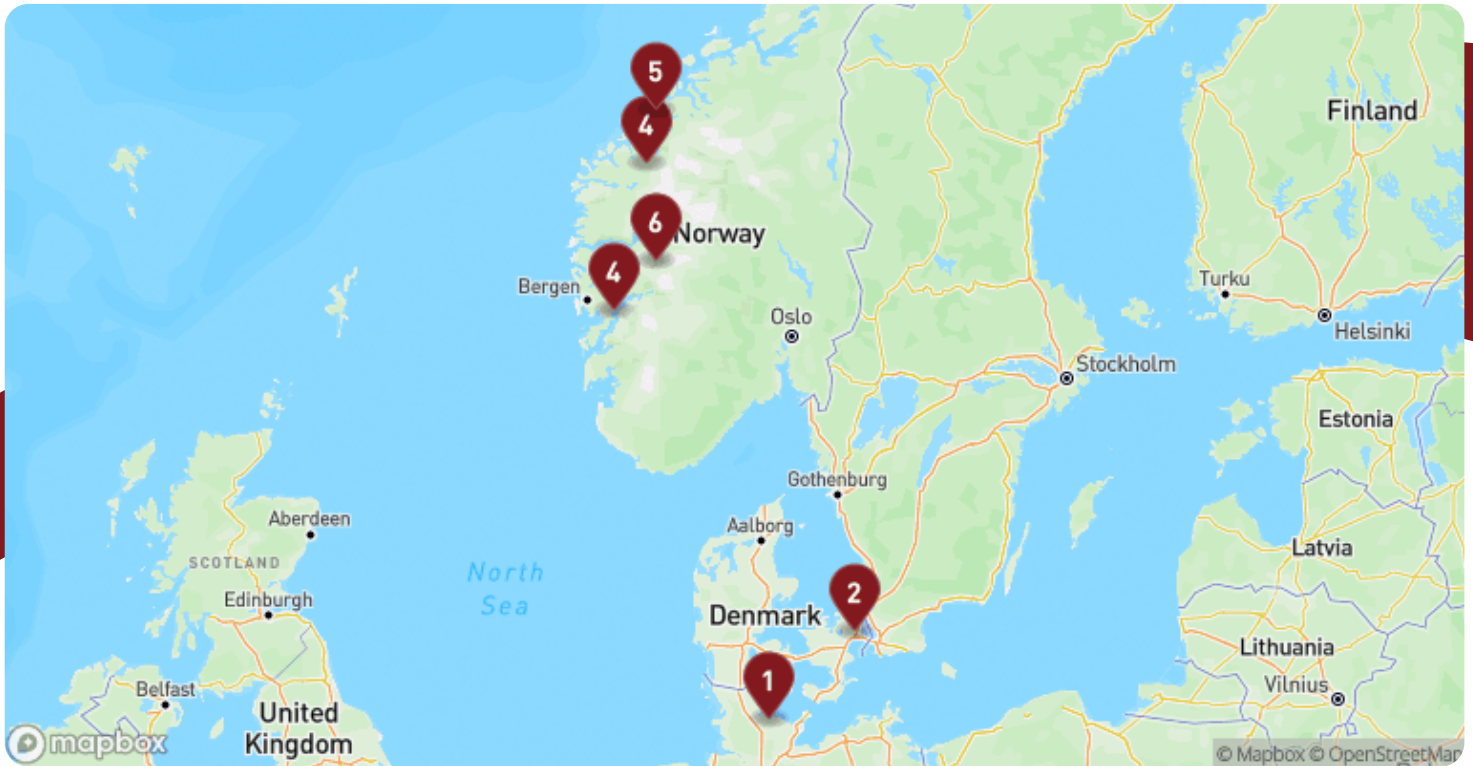 5
4
Finland
6
Norway
4
Bergen
Turku
Oslo
Helsinki
Stockholm
Estonia
Gothenburg
Aberdeen
Aalborg
SCOTLAND
Latvia
North
Sea
2
Edinburgh
Denmark
Lithuania
1
Vilnius
Belfast
United
Kingdom
mapbox
© Mapbox © OpenStreetMap